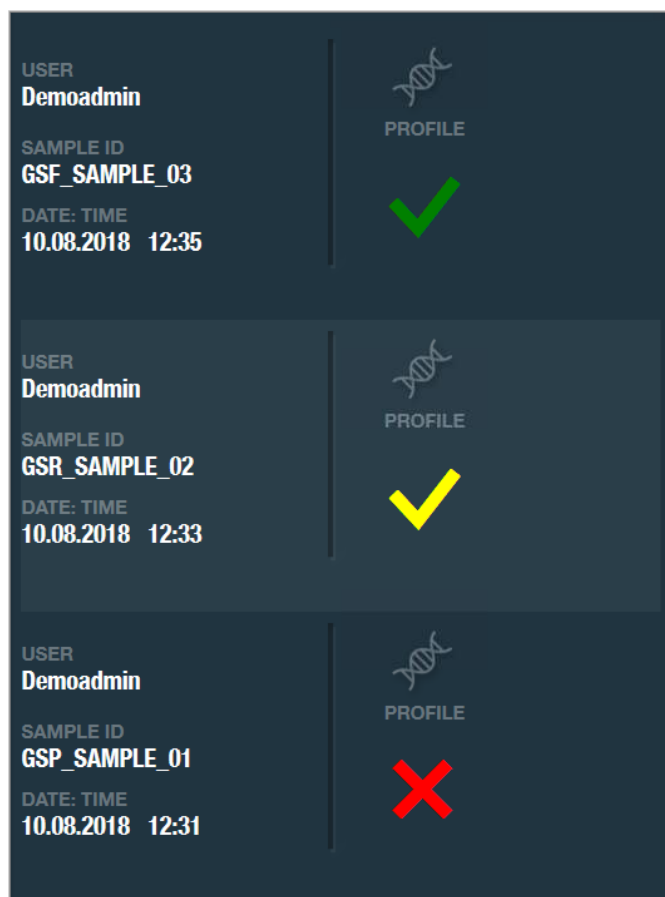 USER
Demoadmin
SAMPLE ID
GSF_SAMPLE_03
DATE: TIME
10.08.2018 12:35
PROFILE
USER
Demoadmin
SAMPLE ID
GSR_SAMPLE_02
DATE: TIME
10.08.2018 12:33
PROFILE
USER
Demoadmin
SAMPLE ID
GSP_SAMPLE_01
DATE: TIME
10.08.2018 12:31
PROFILE